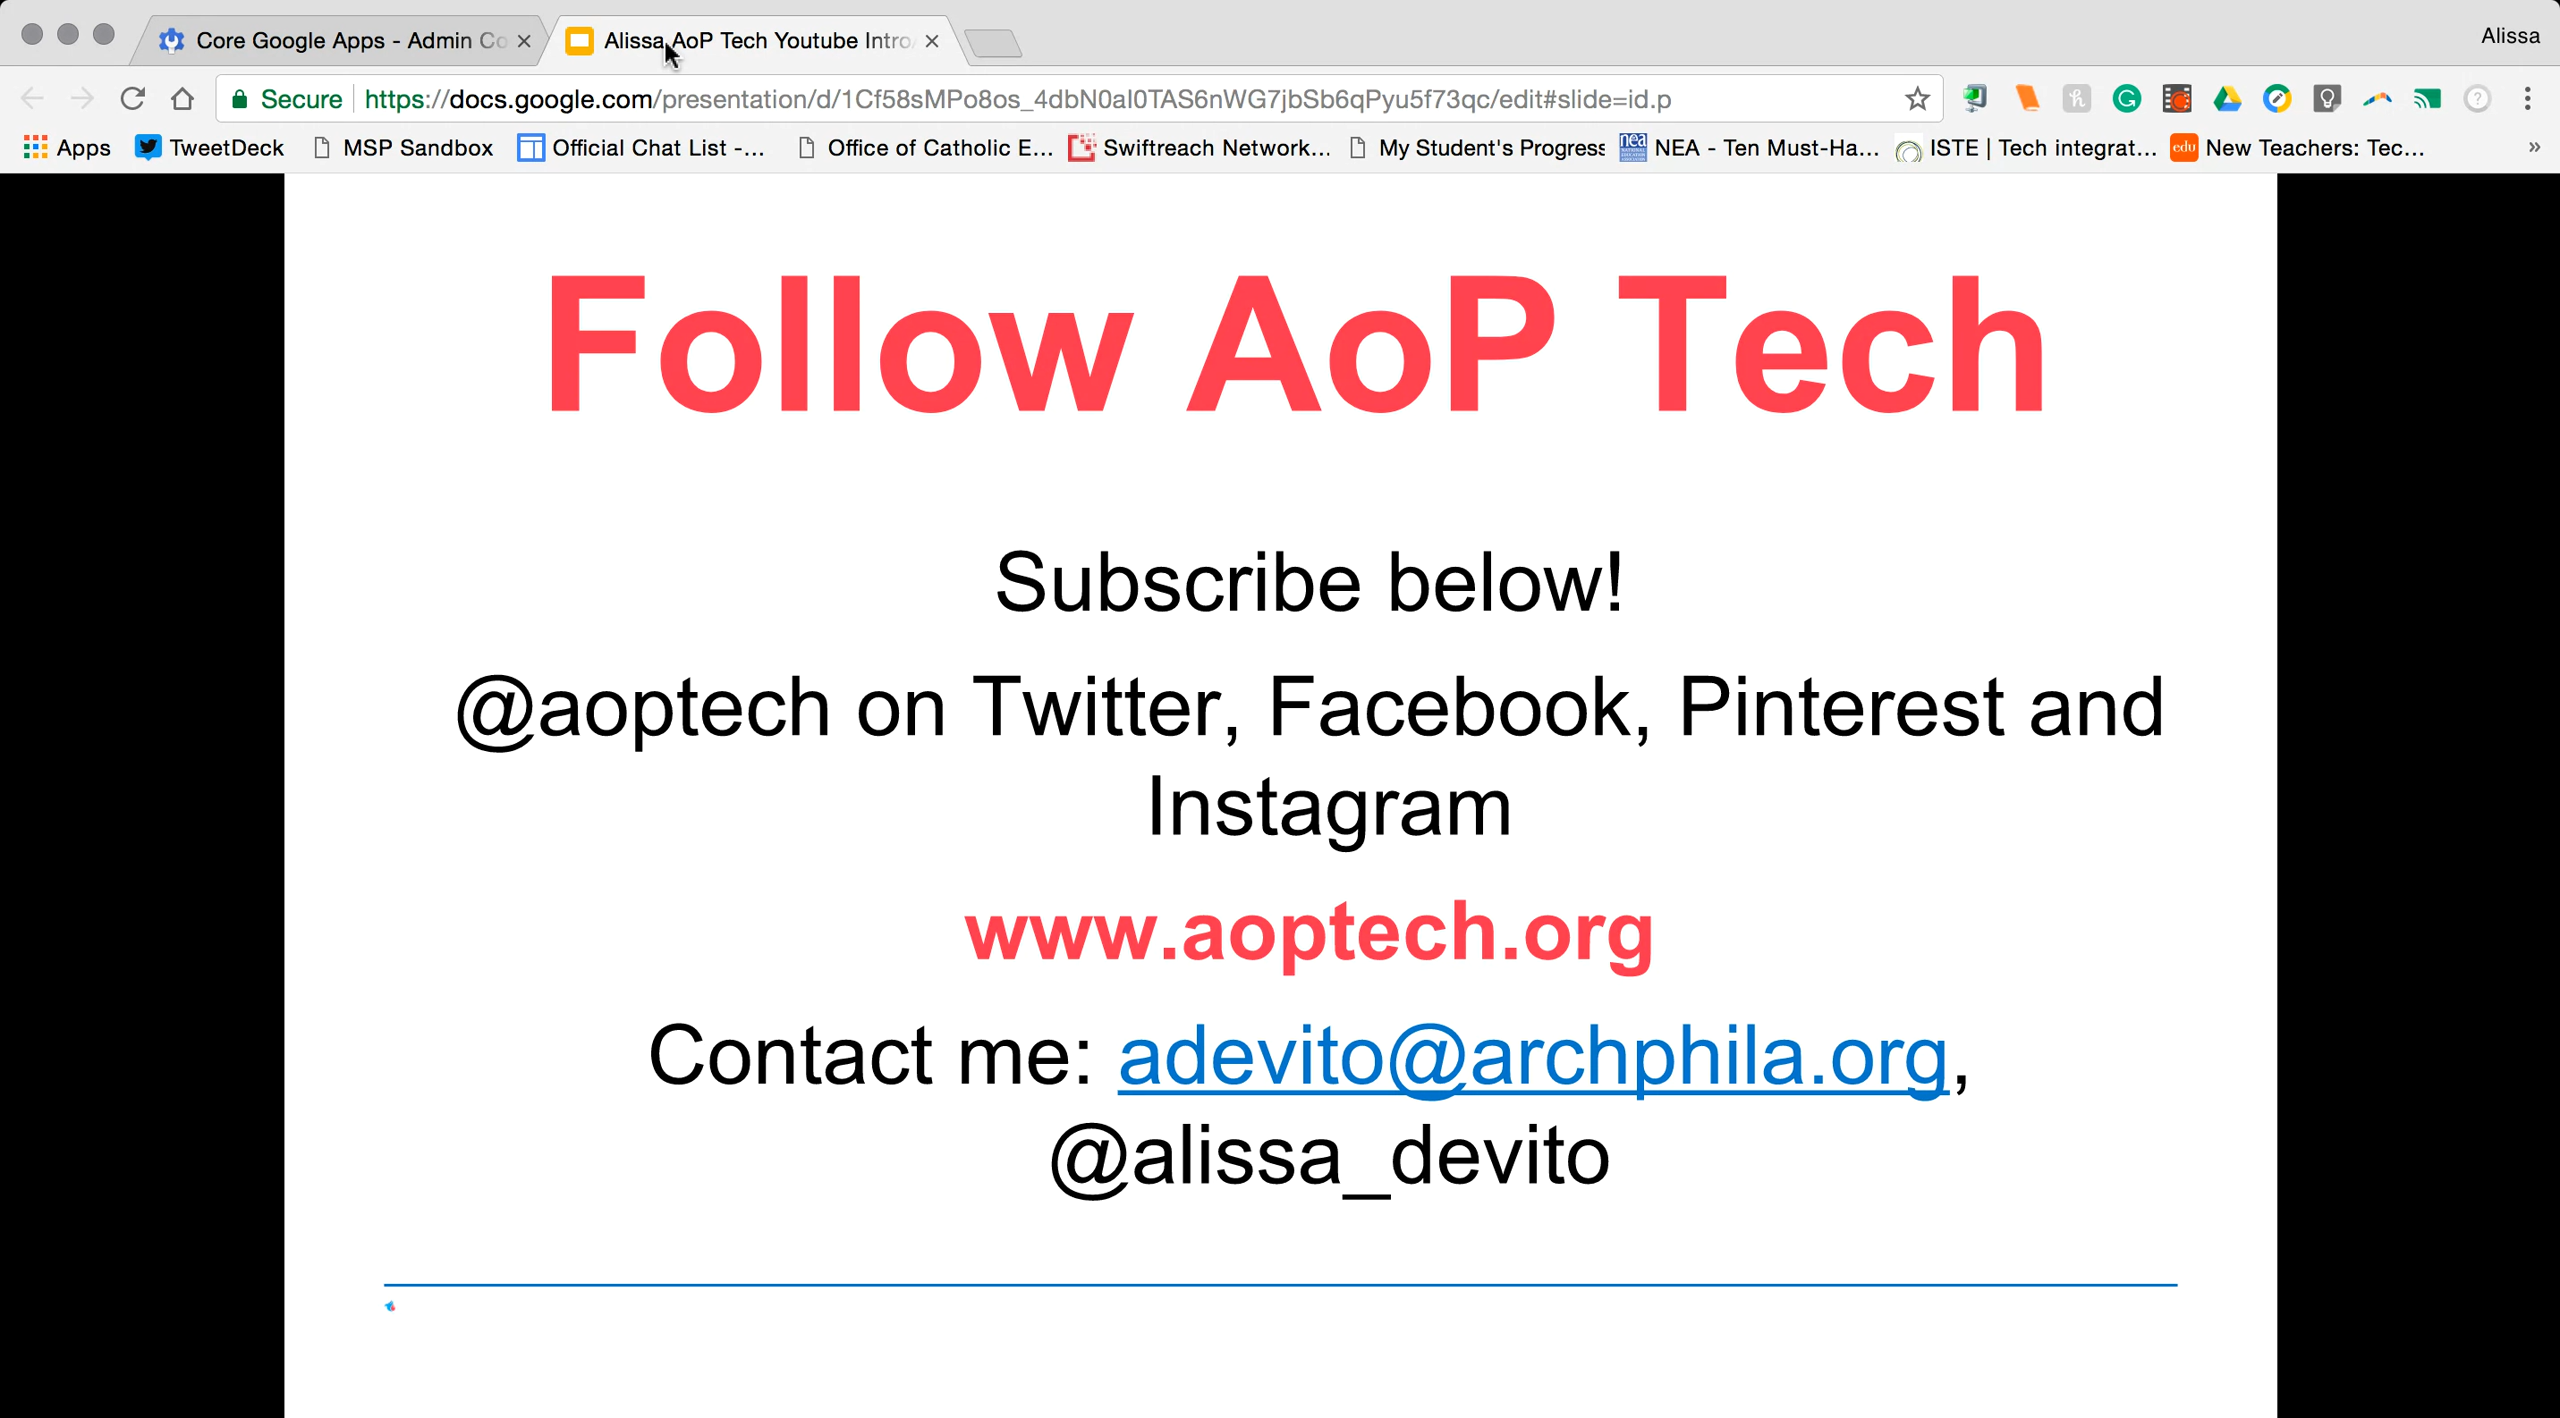 Core Google Apps - Admin Co
Alissa AoP Tech Youtube Intro
Alissa
Secure https://docs.google.com/presentation/d/1Cf58sMPo8os_4dbN0al0TAS6nWG7jbSb6qPyu5f73qc/edit#slide=id.p
Apps TweetDeck MSP Sandbox Official Chat List -... Office of Catholic E... Swiftreach Network... My Student's Progress nea NEA - Ten Must-Ha... ISTE | Tech integrat... edu New Teachers: Tec... »
Follow AoP Tech
Subscribe below!
@aoptech on Twitter, Facebook, Pinterest and
Instagram
www.aoptech.org
Contact me: adevito@archphila.org,
@alissa_devito